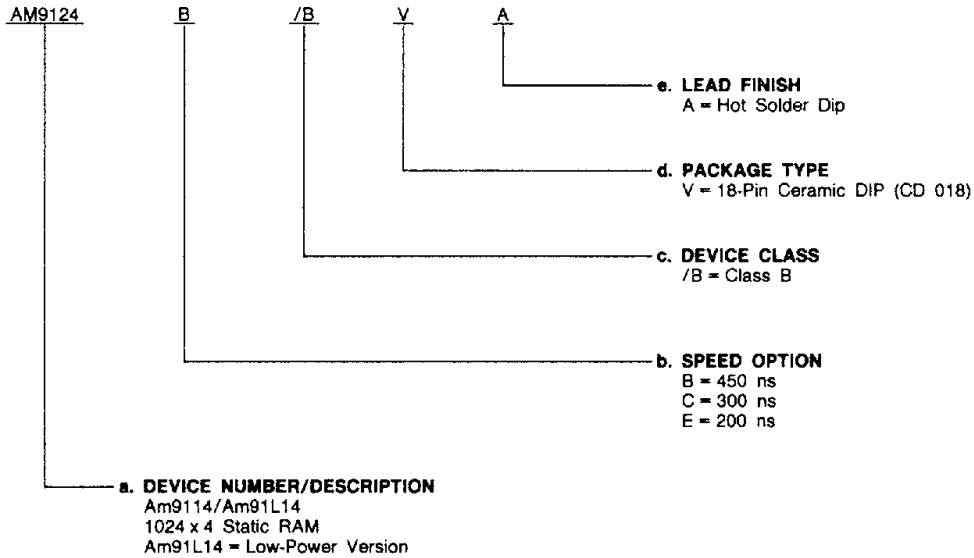 AM9124 B /B V A
e. LEAD FINISH
A = Hot Solder Dip
d. PACKAGE TYPE
V = 18-Pin Ceramic DIP (CD 018)
c. DEVICE CLASS
/B = Class B
b. SPEED OPTION
B = 450 ns
C = 300 ns
E = 200 ns
a. DEVICE NUMBER/DESCRIPTION
Am9114/Am91L14
1024 x 4 Static RAM
Am91L14 = Low-Power Version